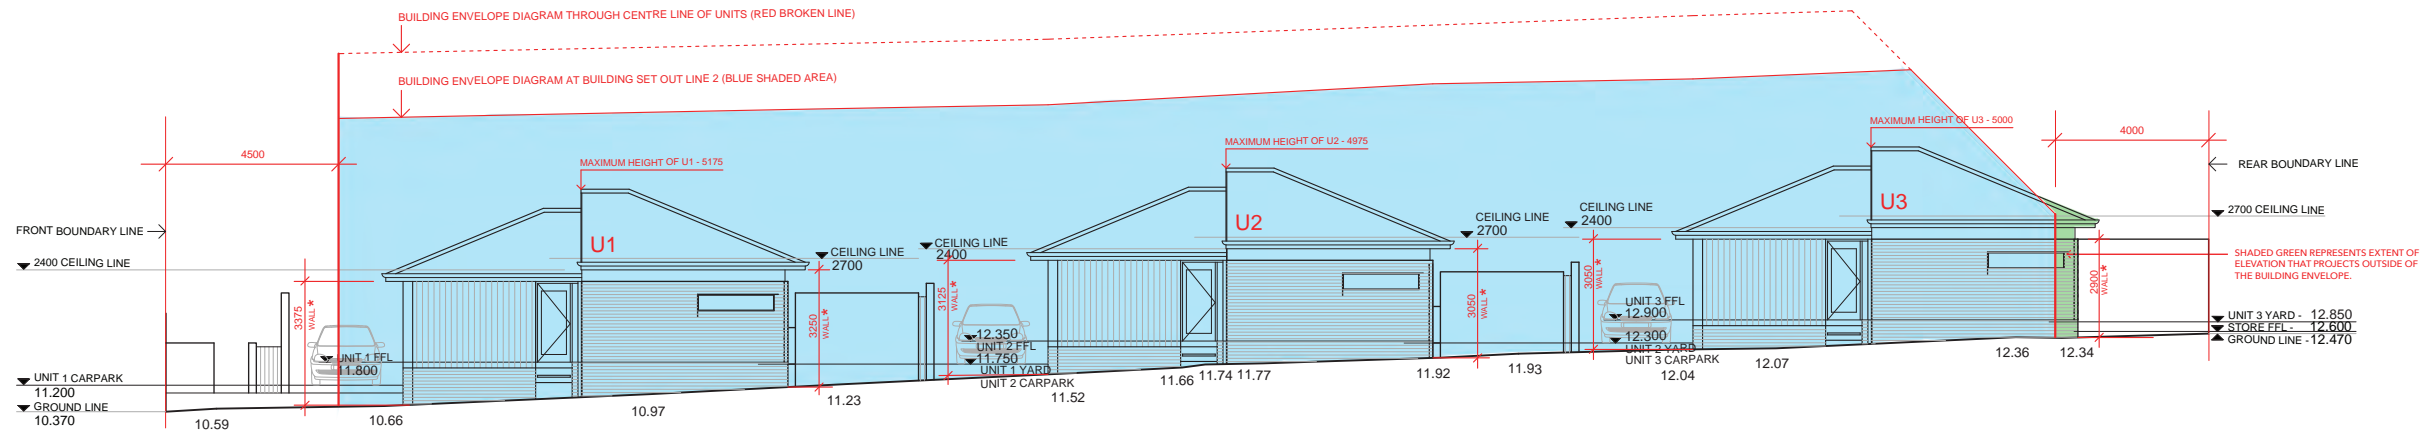 BUILDING ENVELOPE DIAGRAM THROUGH CENTRE LINE OF UNITS (RED BROKEN LINE)
BUILDING ENVELOPE DIAGRAM AT BUILDING SET OUT LINE 2 (BLUE SHADED AREA)
4500
MAXIMUM HEIGHT OF U1 - 5175
MAXIMUM HEIGHT OF U2 - 4975
MAXIMUM HEIGHT OF U3 - 5000
4000
REAR BOUNDARY LINE
FRONT BOUNDARY LINE
2400 CEILING LINE
U1
U2
U3
CEILING LINE
2700
CEILING LINE
2400
CEILING LINE
2700
CEILING LINE
2400
2700 CEILING LINE
SHADED GREEN REPRESENTS EXTENT OF
ELEVATION THAT PROJECTS OUTSIDE OF
THE BUILDING ENVELOPE.
3375
WALL *
3250
WALL *
3125
WALL *
3050
WALL *
3050
WALL *
2900
WALL *
UNIT 1 FFL
11.800
12.350
UNIT 2 FFL
11.750
UNIT 1 YARD
UNIT 2 CARPARK
UNIT 3 FFL
12.900
12.300
UNIT 2 YARD
UNIT 3 CARPARK
UNIT 3 YARD - 12.850
STORE FFL - 12.600
GROUND LINE - 12.470
UNIT 1 CARPARK
11.200
GROUND LINE
10.370
10.59
10.66
10.97
11.23
11.52
11.66
11.74
11.77
11.92
11.93
12.04
12.07
12.36
12.34